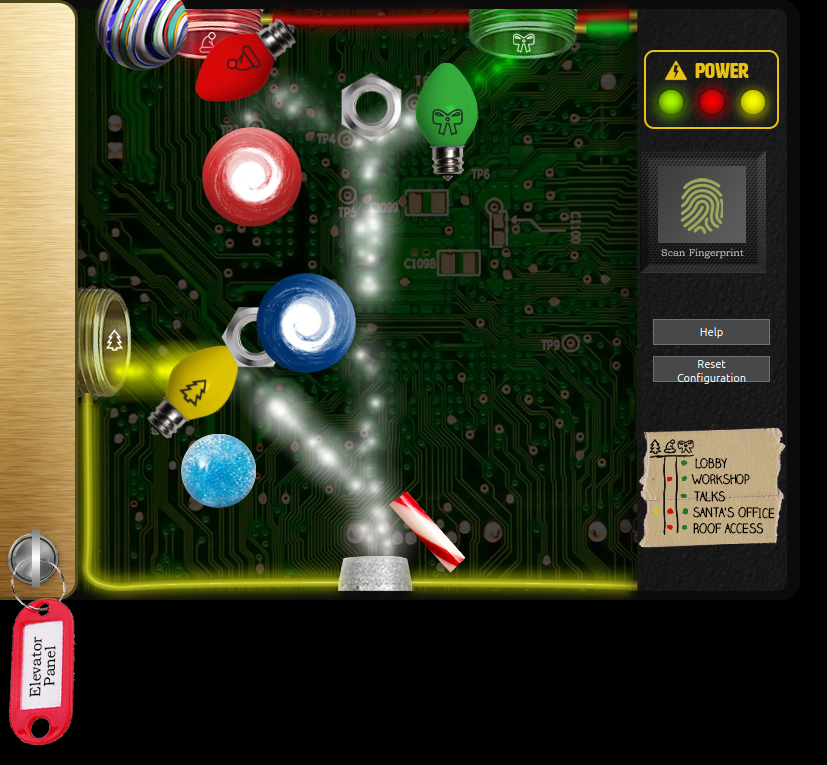 POWER
TP4
TP6
TP5
C1099
C1098
TP9
Scan Fingerprint
Help
Reset
Configuration
LOBBY
WORKSHOP
TALKS
SANTA'S OFFICE
ROOF ACCESS
Elevator
Panel